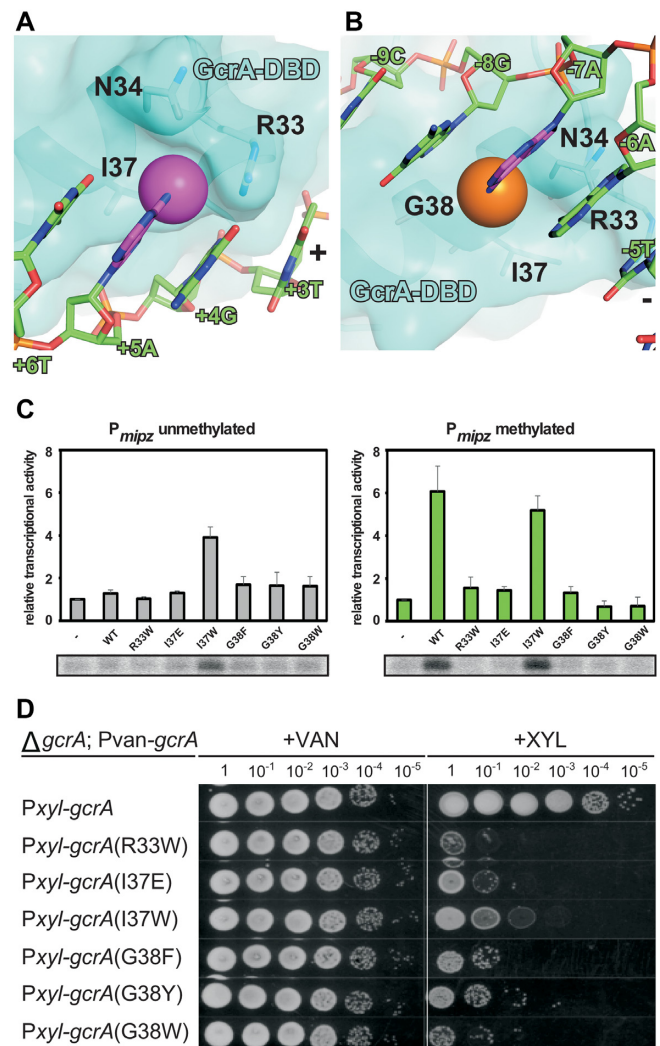 A
N34
GcrA-DBD
R33
I37
+
+3T
+4G
+5A
+6T
B
-9C
-8G
-7A
N34
-6A
G38
R33
-5T
I37
GcrA-DBD
-
C
Pmipz unmethylated
relative transcriptional activity
8
6
4
2
0
- WT R33W I37E I37W G38F G38Y G38W
Pmipz methylated
relative transcriptional activity
8
6
4
2
0
- WT R33W I37E I37W G38F G38Y G38W
D
ΔgcrA; Pvan-gcrA +VAN +XYL
1 10-1 10-2 10-3 10-4 10-5 1 10-1 10-2 10-3 10-4 10-5
Pxyl-gcrA
Pxyl-gcrA(R33W)
Pxyl-gcrA(I37E)
Pxyl-gcrA(I37W)
Pxyl-gcrA(G38F)
Pxyl-gcrA(G38Y)
Pxyl-gcrA(G38W)